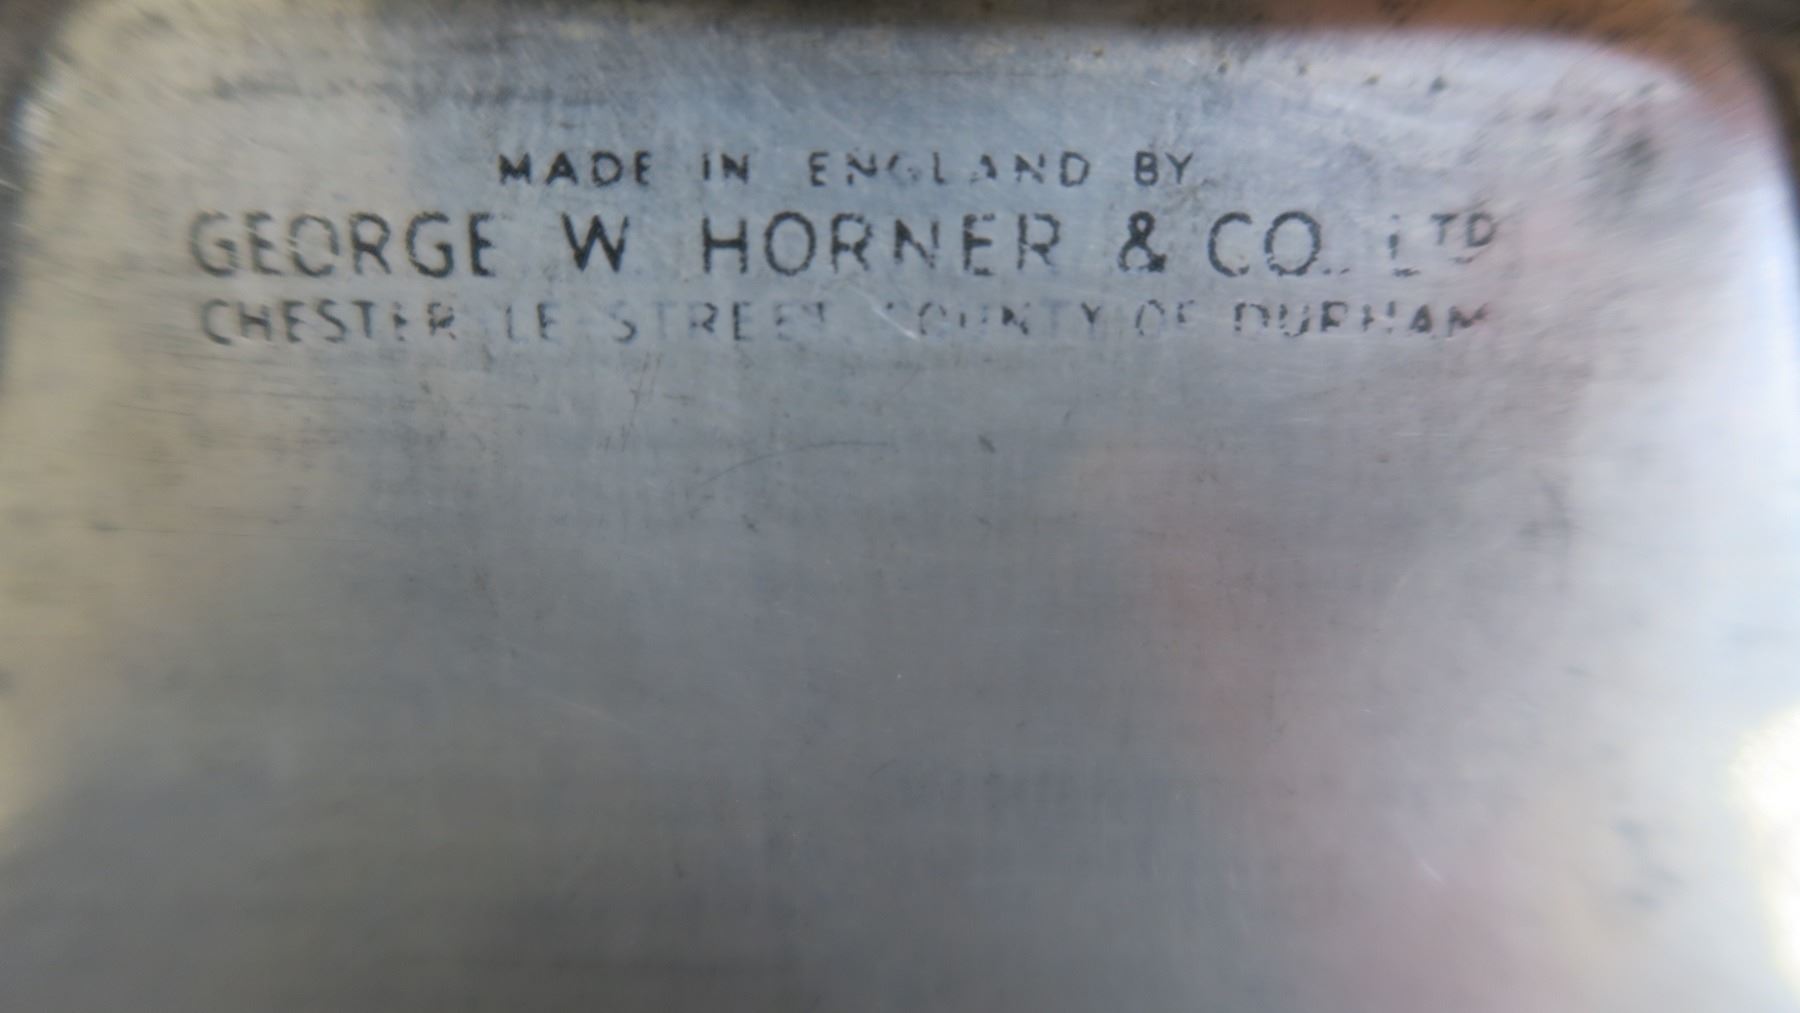 MADE IN ENGLAND BY
GEORGE W HORNER & CO., LTD
CHESTER LE STREET COUNTY OF DURHAM